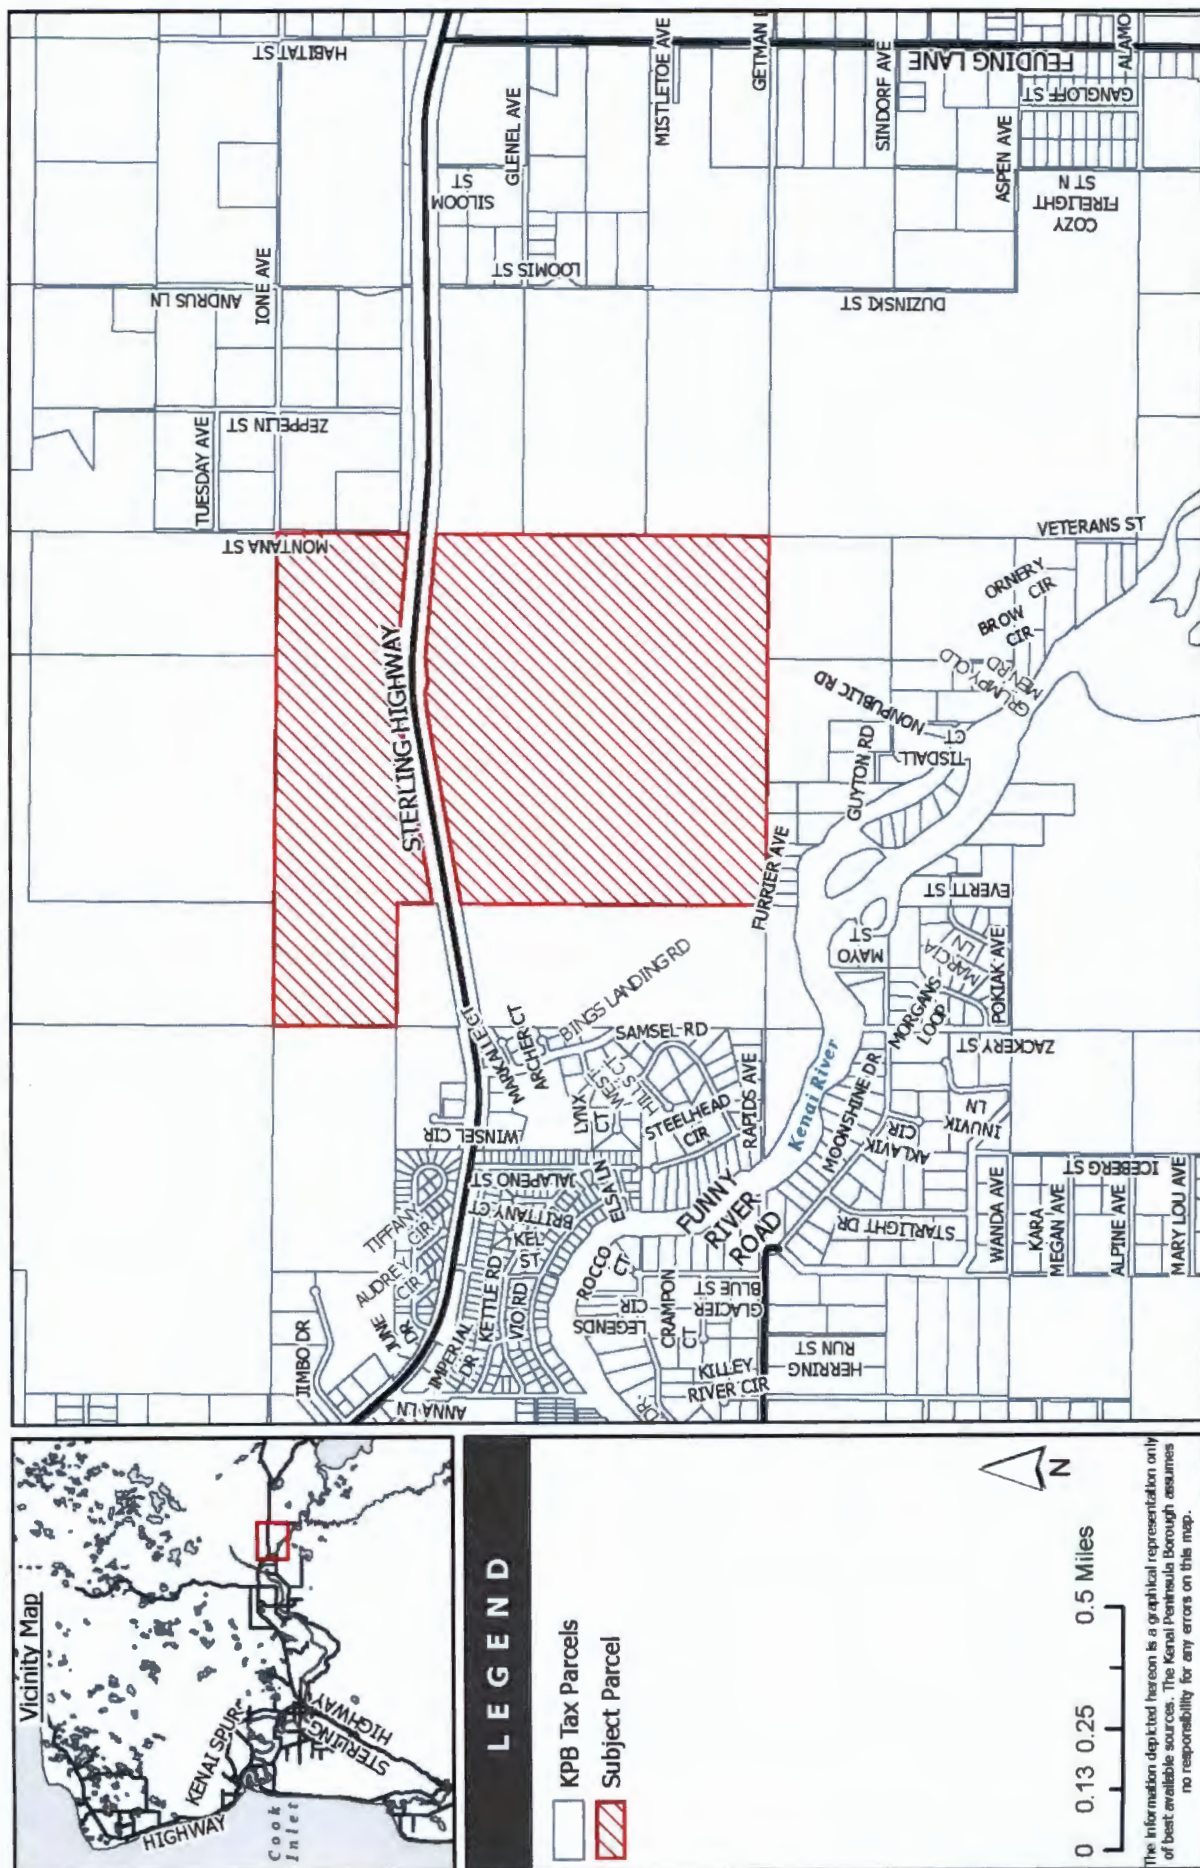 Vicinity Map
KENAI SPUR
HIGHWAY
STERLING
HIGHWAY
Cook
Inlet
LEGEND
KPB Tax Parcels
Subject Parcel
0 0.13 0.25 0.5 Miles
N
The information depicted hereon is a graphical representation only
of best available sources. The Kenai Peninsula Borough assumes
no responsibility for any errors on this map.
HABITAT ST
IONE AVE
ANDRUS LN
TUESDAY AVE
ZEPPELIN ST
MONTANA ST
STERLING HIGHWAY
SILOOM
ST
GLENEL AVE
LOOMIS ST
MISTLETOE AVE
GETMAN
SINDORF AVE
FEUDING LANE
GANGLOFF ST
ALAMO
ASPEN AVE
COZY
FIRELIGHT
ST N
DUZINSKI ST
VETERANS ST
ORNERY
CIR
BROW
CIR
GRUMPY OLD
MEN RD
NONPUBLIC RD
TISDALL
CT
GUYTON RD
FURRIER AVE
EVERTT ST
MAYO
ST
MARCIA
LN
POKIAK AVE
MORGANS
LOOP
ZACKERY ST
JIMBO DR
TIFFANY
CIR
AUDREY
CIR
JUNE
DR
WINSEL CIR
MARKALLE CT
ARCHER CT
BINGS LANDING RD
SAMSEL RD
LYNX
CT
WEST
HILLS CT
STEELHEAD
CIR
RAPIDS AVE
JALAPENO ST
BRITTANY CT
KEL
ST
KETTLE RD
VIO RD
IMPERIAL
DR
ANNA LN
ELSA LN
FUNNY
RIVER
ROAD
Kenai River
MOONSHINE DR
AKLAVIK
CIR
INUVIK
LN
ROCCO
CT
LEGENDS
CIR
CRAMPON
CT
GLACIER
BLUE ST
KILLEY
RIVER CIR
DR
HERRING
RUN ST
STARLIGHT DR
WANDA AVE
KARA
MEGAN AVE
ICEBERG ST
ALPINE AVE
MARY LOU AVE